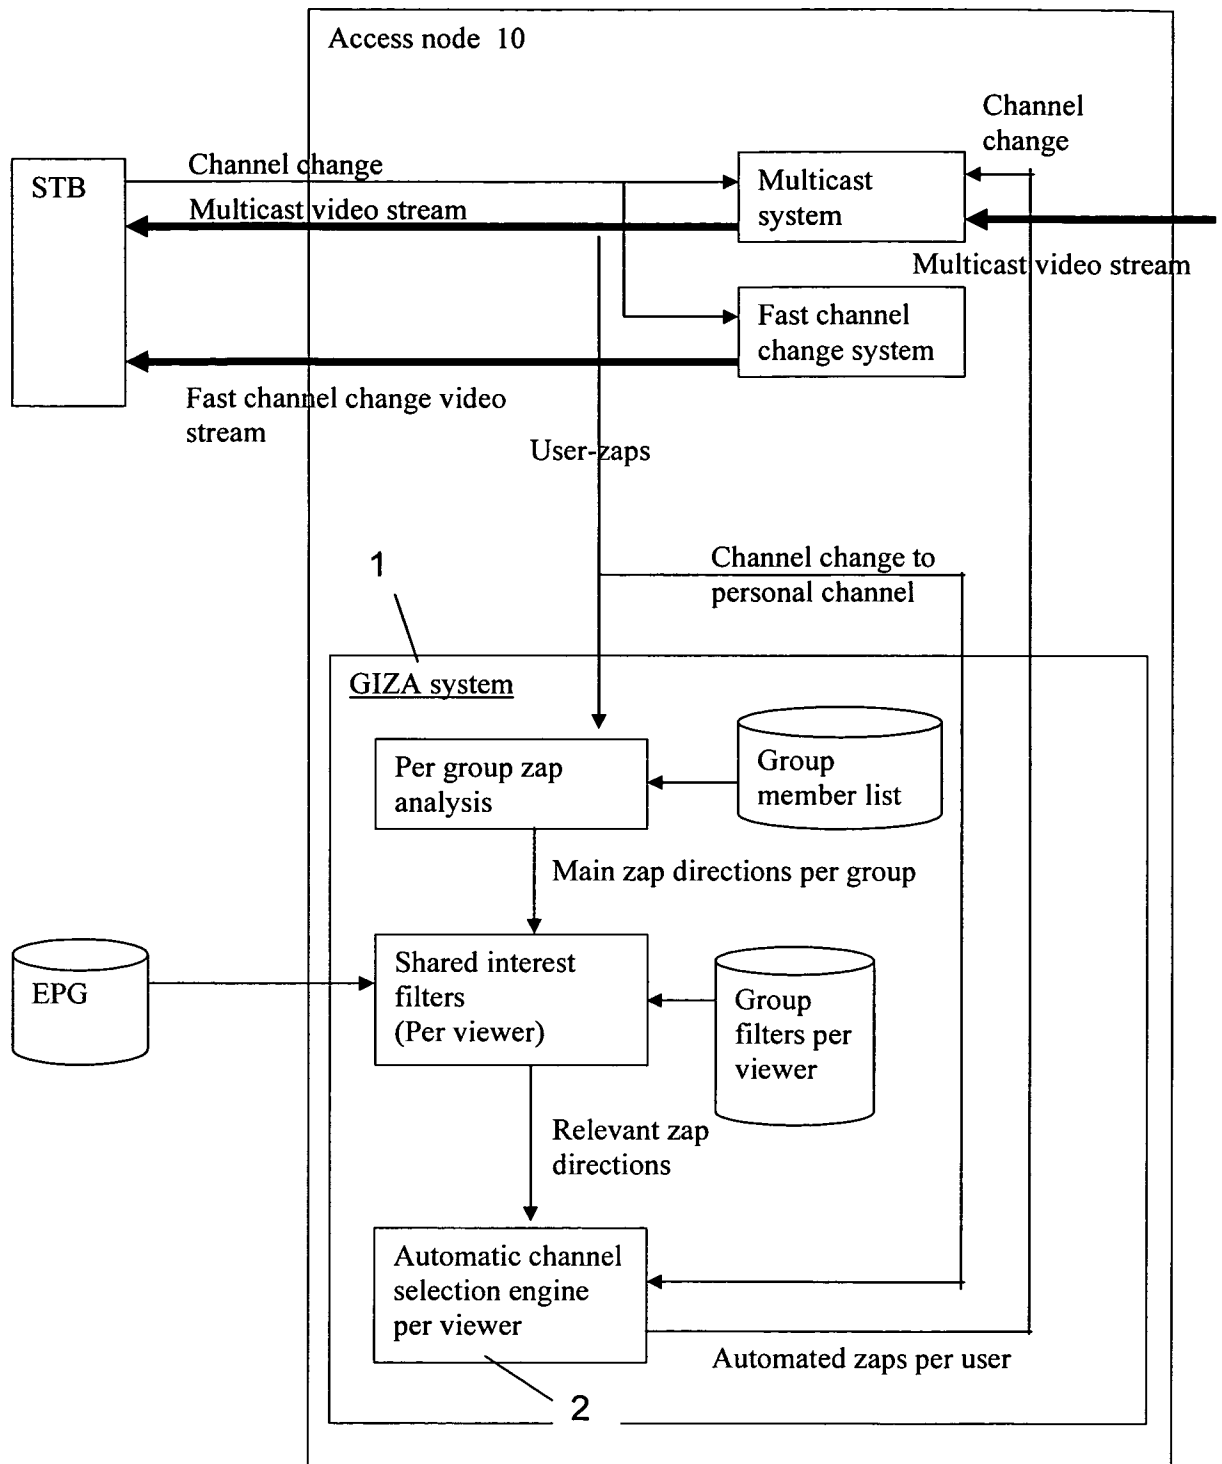 Access node 10
Channel
change
STB
Channel change
Multicast
system
Multicast video stream
Multicast video stream
Fast channel
change system
Fast channel change video
stream
User-zaps
Channel change to
personal channel
1
GIZA system
Per group zap
analysis
Group
member list
Main zap directions per group
EPG
Shared interest
filters
(Per viewer)
Group
filters per
viewer
Relevant zap
directions
Automatic channel
selection engine
per viewer
Automated zaps per user
2